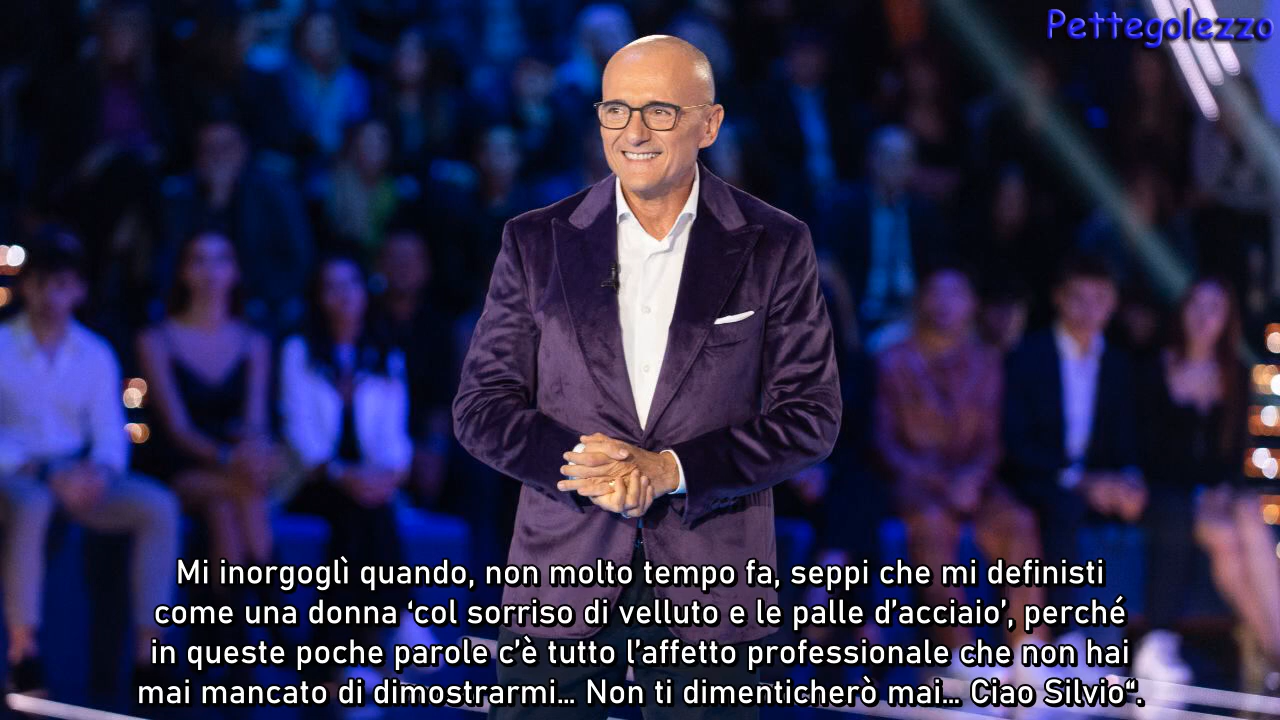 Pettegolezzo
Mi inorgoglì quando, non molto tempo fa, seppi che mi definisti
come una donna ‘col sorriso di velluto e le palle d’acciaio’, perché
in queste poche parole c’è tutto l’affetto professionale che non hai
mai mancato di dimostrarmi… Non ti dimenticherò mai… Ciao Silvio“.